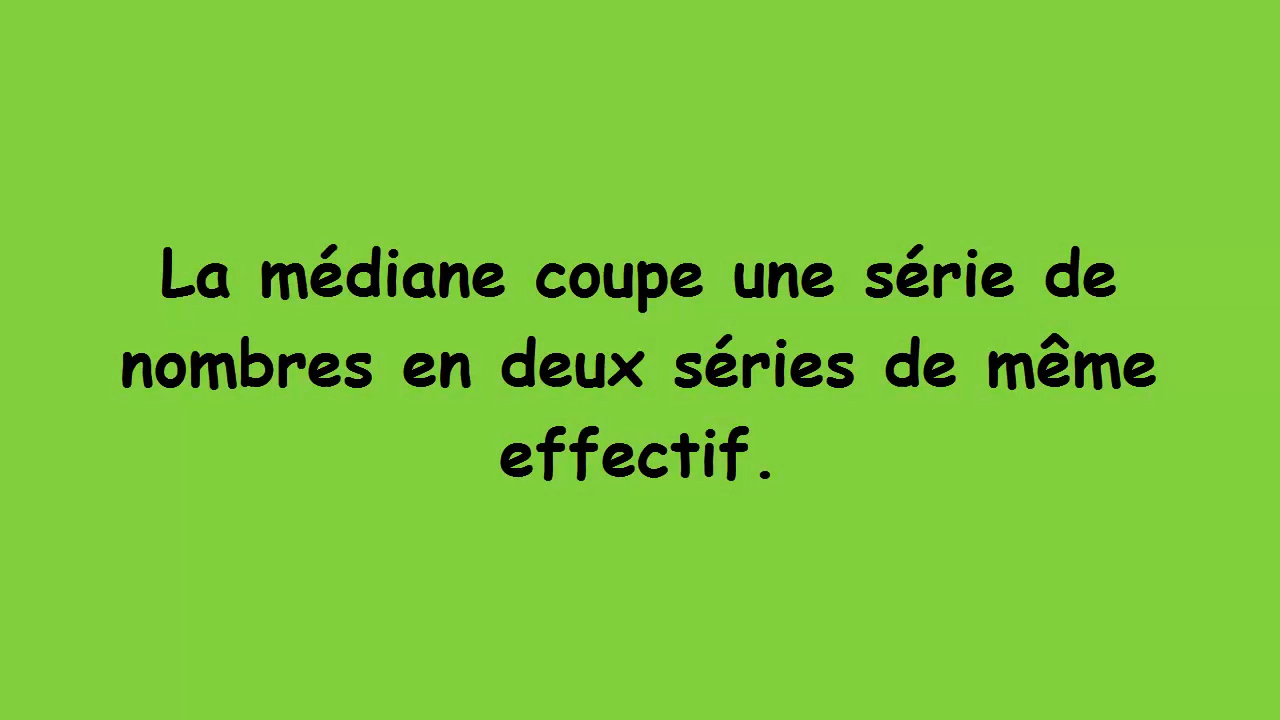 La médiane coupe une série de
nombres en deux séries de même
effectif.